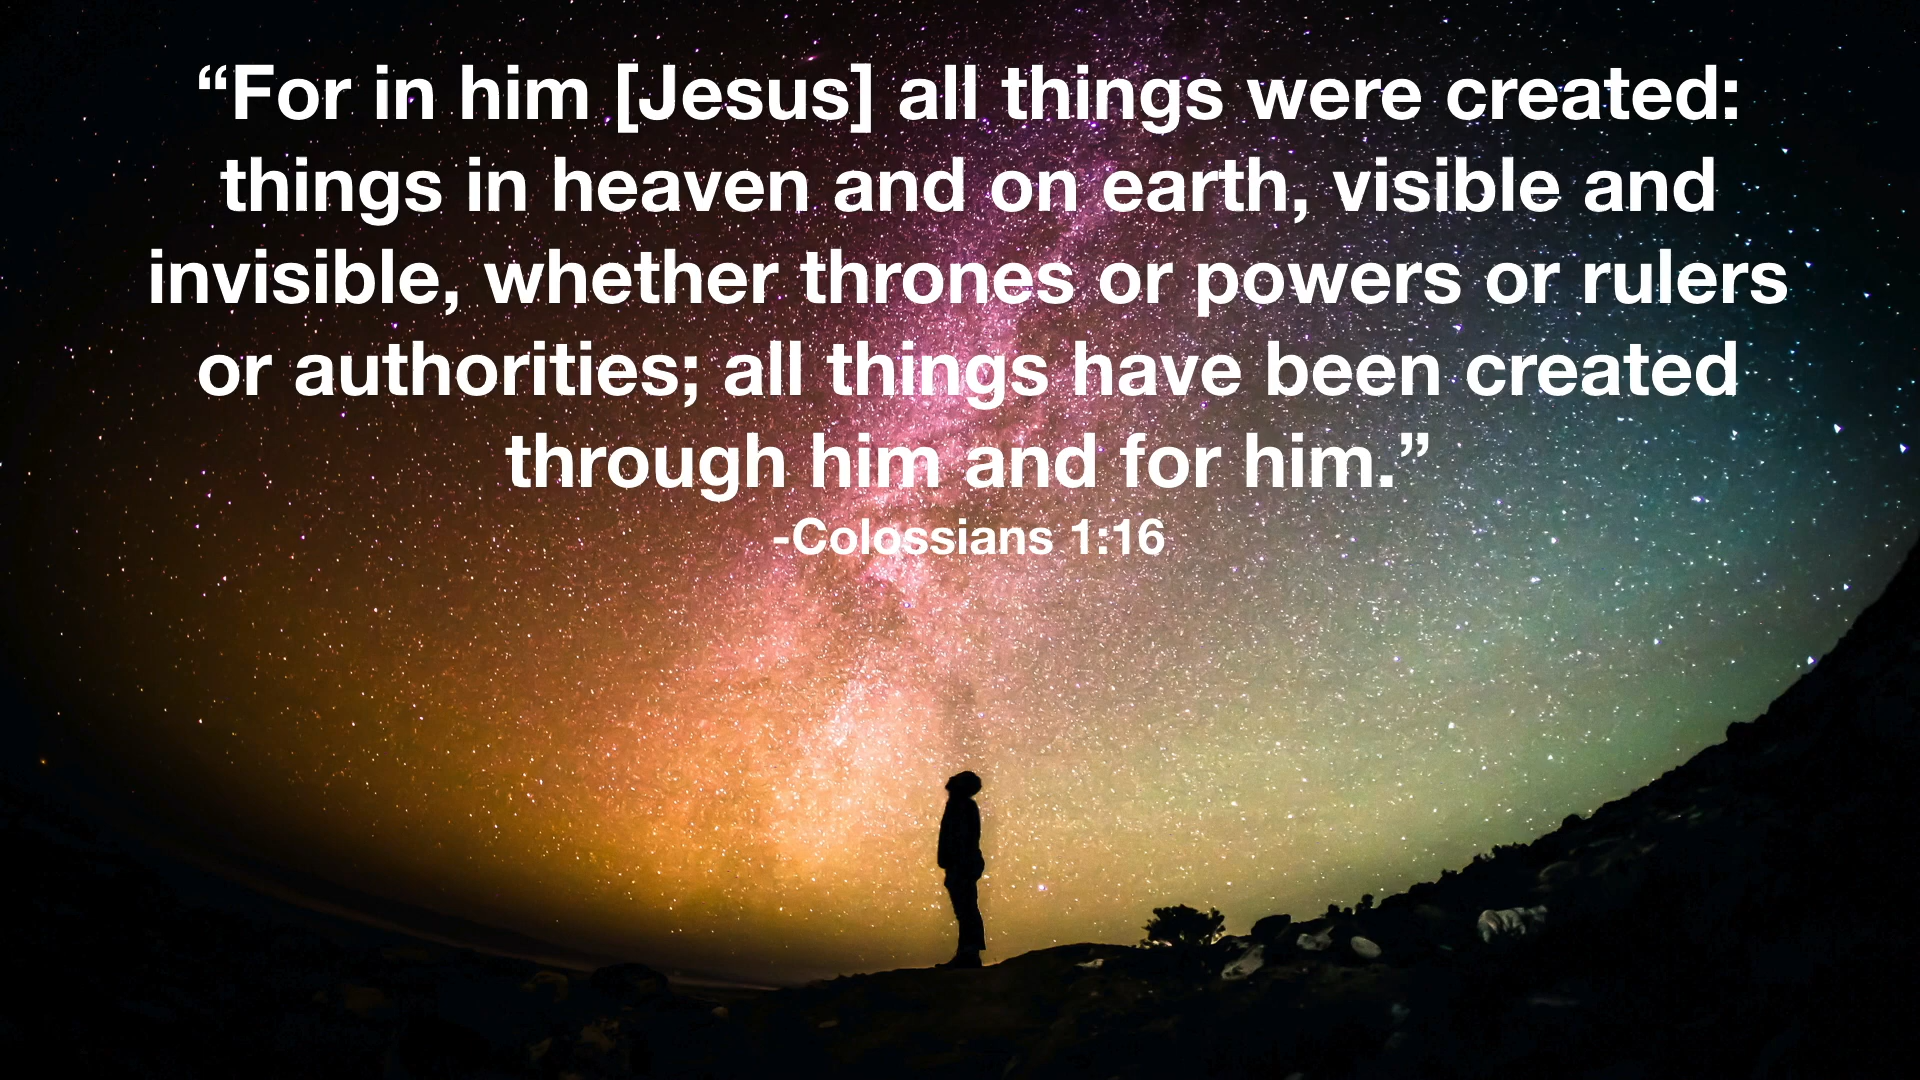 “For in him [Jesus] all things were created:
things in heaven and on earth, visible and
invisible, whether thrones or powers or rulers
or authorities; all things have been created
through him and for him.”
-Colossians 1:16